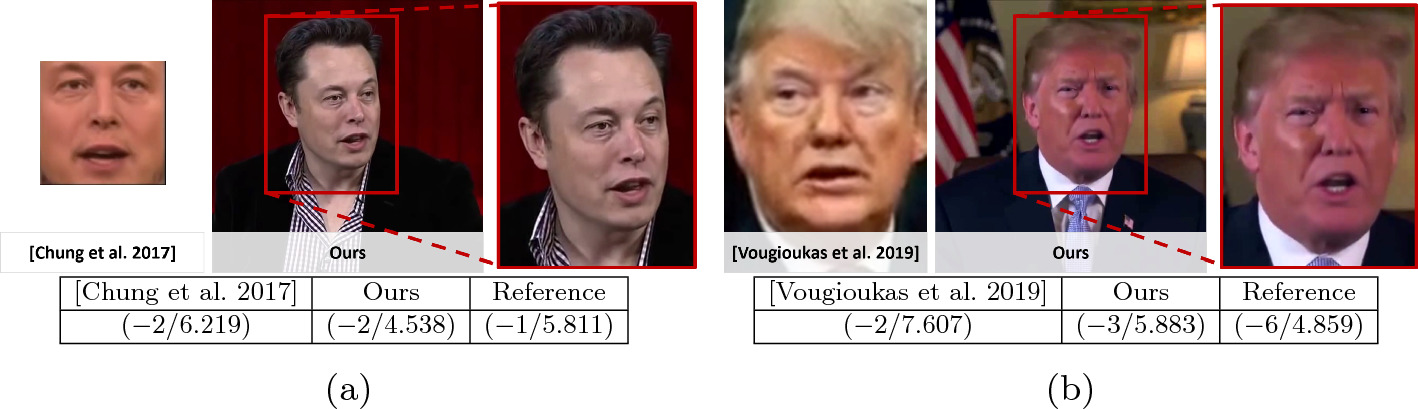 [Chung et al. 2017]
Ours
[Vougioukas et al. 2019]
Ours
[Chung et al. 2017] Ours Reference
(−2/6.219) (−2/4.538) (−1/5.811)
[Vougioukas et al. 2019] Ours Reference
(−2/7.607) (−3/5.883) (−6/4.859)
(a)
(b)